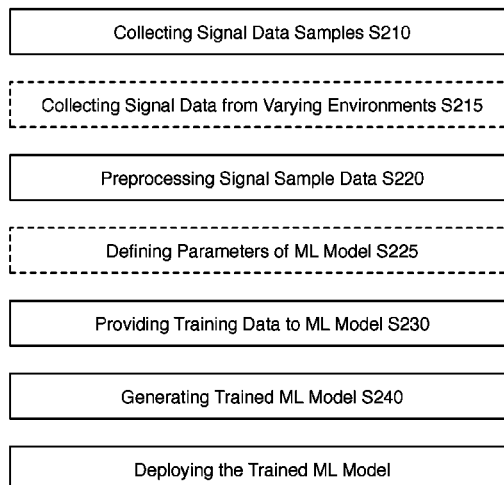 Collecting Signal Data Samples S210
Collecting Signal Data from Varying Environments S215
Preprocessing Signal Sample Data S220
Defining Parameters of ML Model S225
Providing Training Data to ML Model S230
Generating Trained ML Model S240
Deploying the Trained ML Model